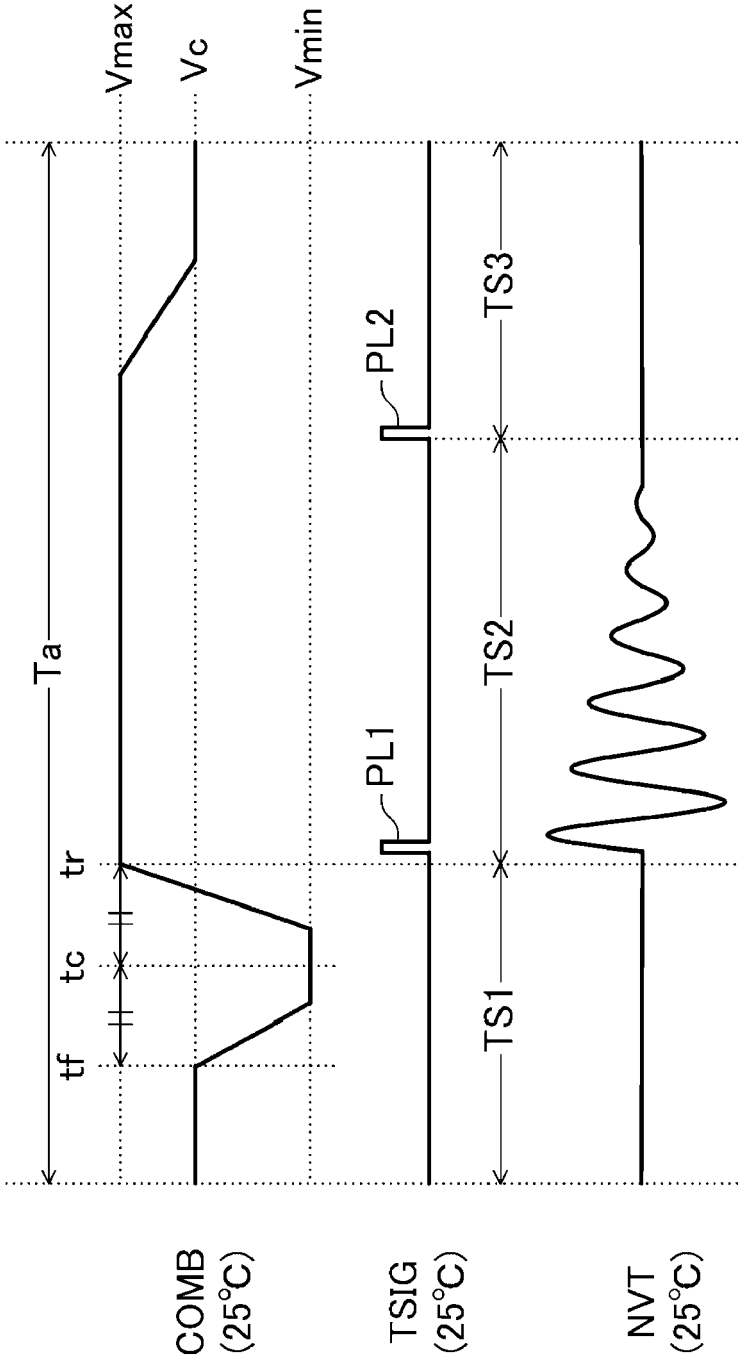 Ta
tf
tc
tr
Vmax
Vc
Vmin
COMB
(25°C)
PL1
PL2
TSIG
(25°C)
TS1
TS2
TS3
NVT
(25°C)